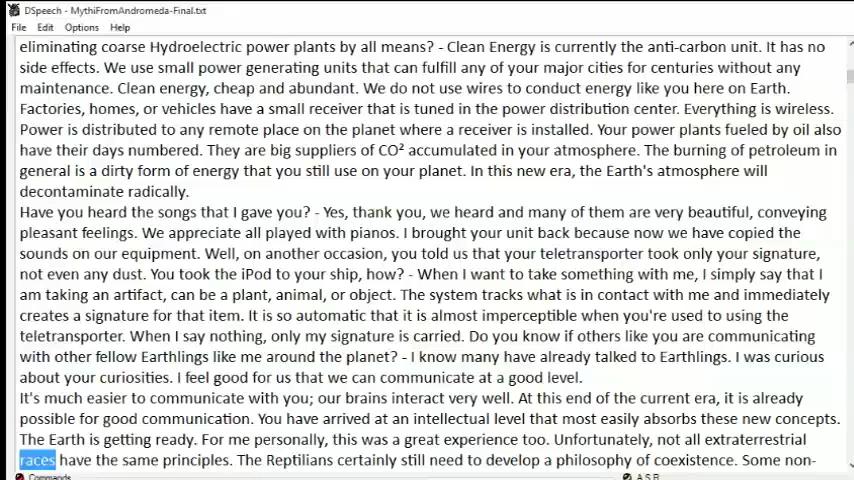 DSpeech - MythiFromAndromeda-Final.txt
File Edit Options Help
eliminating coarse Hydroelectric power plants by all means? - Clean Energy is currently the anti-carbon unit. It has no
side effects. We use small power generating units that can fulfill any of your major cities for centuries without any
maintenance. Clean energy, cheap and abundant. We do not use wires to conduct energy like you here on Earth.
Factories, homes, or vehicles have a small receiver that is tuned in the power distribution center. Everything is wireless.
Power is distributed to any remote place on the planet where a receiver is installed. Your power plants fueled by oil also
have their days numbered. They are big suppliers of CO² accumulated in your atmosphere. The burning of petroleum in
general is a dirty form of energy that you still use on your planet. In this new era, the Earth's atmosphere will
decontaminate radically.
Have you heard the songs that I gave you? - Yes, thank you, we heard and many of them are very beautiful, conveying
pleasant feelings. We appreciate all played with pianos. I brought your unit back because now we have copied the
sounds on our equipment. Well, on another occasion, you told us that your teletransporter took only your signature,
not even any dust. You took the iPod to your ship, how? - When I want to take something with me, I simply say that I
am taking an artifact, can be a plant, animal, or object. The system tracks what is in contact with me and immediately
creates a signature for that item. It is so automatic that it is almost imperceptible when you're used to using the
teletransporter. When I say nothing, only my signature is carried. Do you know if others like you are communicating
with other fellow Earthlings like me around the planet? - I know many have already talked to Earthlings. I was curious
about your curiosities. I feel good for us that we can communicate at a good level.
It's much easier to communicate with you; our brains interact very well. At this end of the current era, it is already
possible for good communication. You have arrived at an intellectual level that most easily absorbs these new concepts.
The Earth is getting ready. For me personally, this was a great experience too. Unfortunately, not all extraterrestrial
races have the same principles. The Reptilians certainly still need to develop a philosophy of coexistence. Some non-
Commands A S R